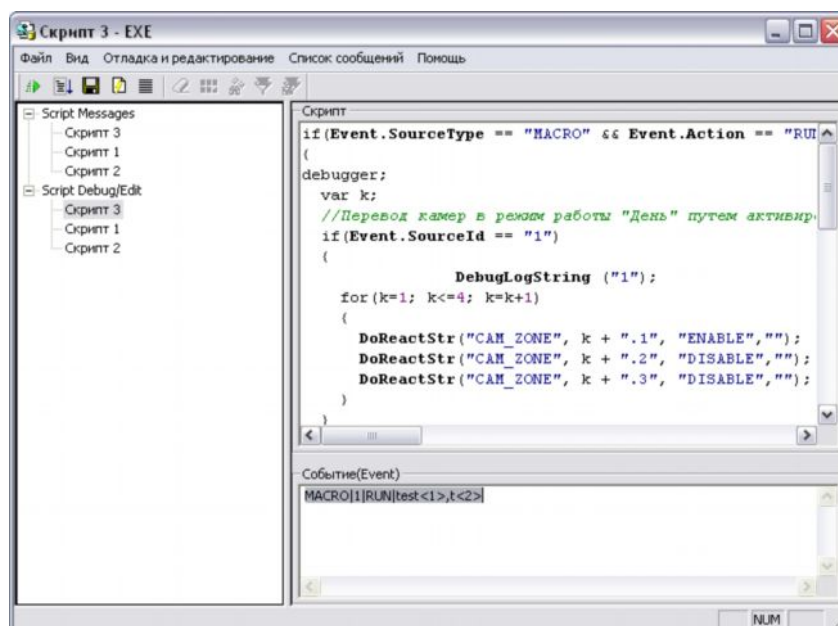 Скрипт 3 - EXE
Файл Вид Отладка и редактирование Список сообщений Помощь
Script Messages
Скрипт 3
Скрипт 1
Скрипт 2
Script Debug/Edit
Скрипт 3
Скрипт 1
Скрипт 2
Скрипт
if(Event.SourceType == "MACRO" && Event.Action == "RUN
{
debugger;
var k;
//Перевод камер в режим работы "День" путем активир
if(Event.SourceId == "1")
{
DebugLogString ("1");
for(k=1; k<=4; k=k+1)
{
DoReactStr("CAM_ZONE", k + ".1", "ENABLE","");
DoReactStr("CAM_ZONE", k + ".2", "DISABLE","");
DoReactStr("CAM_ZONE", k + ".3", "DISABLE","");
}
}
Событие(Event)
MACRO|1|RUN|test<1>,t<2>
NUM